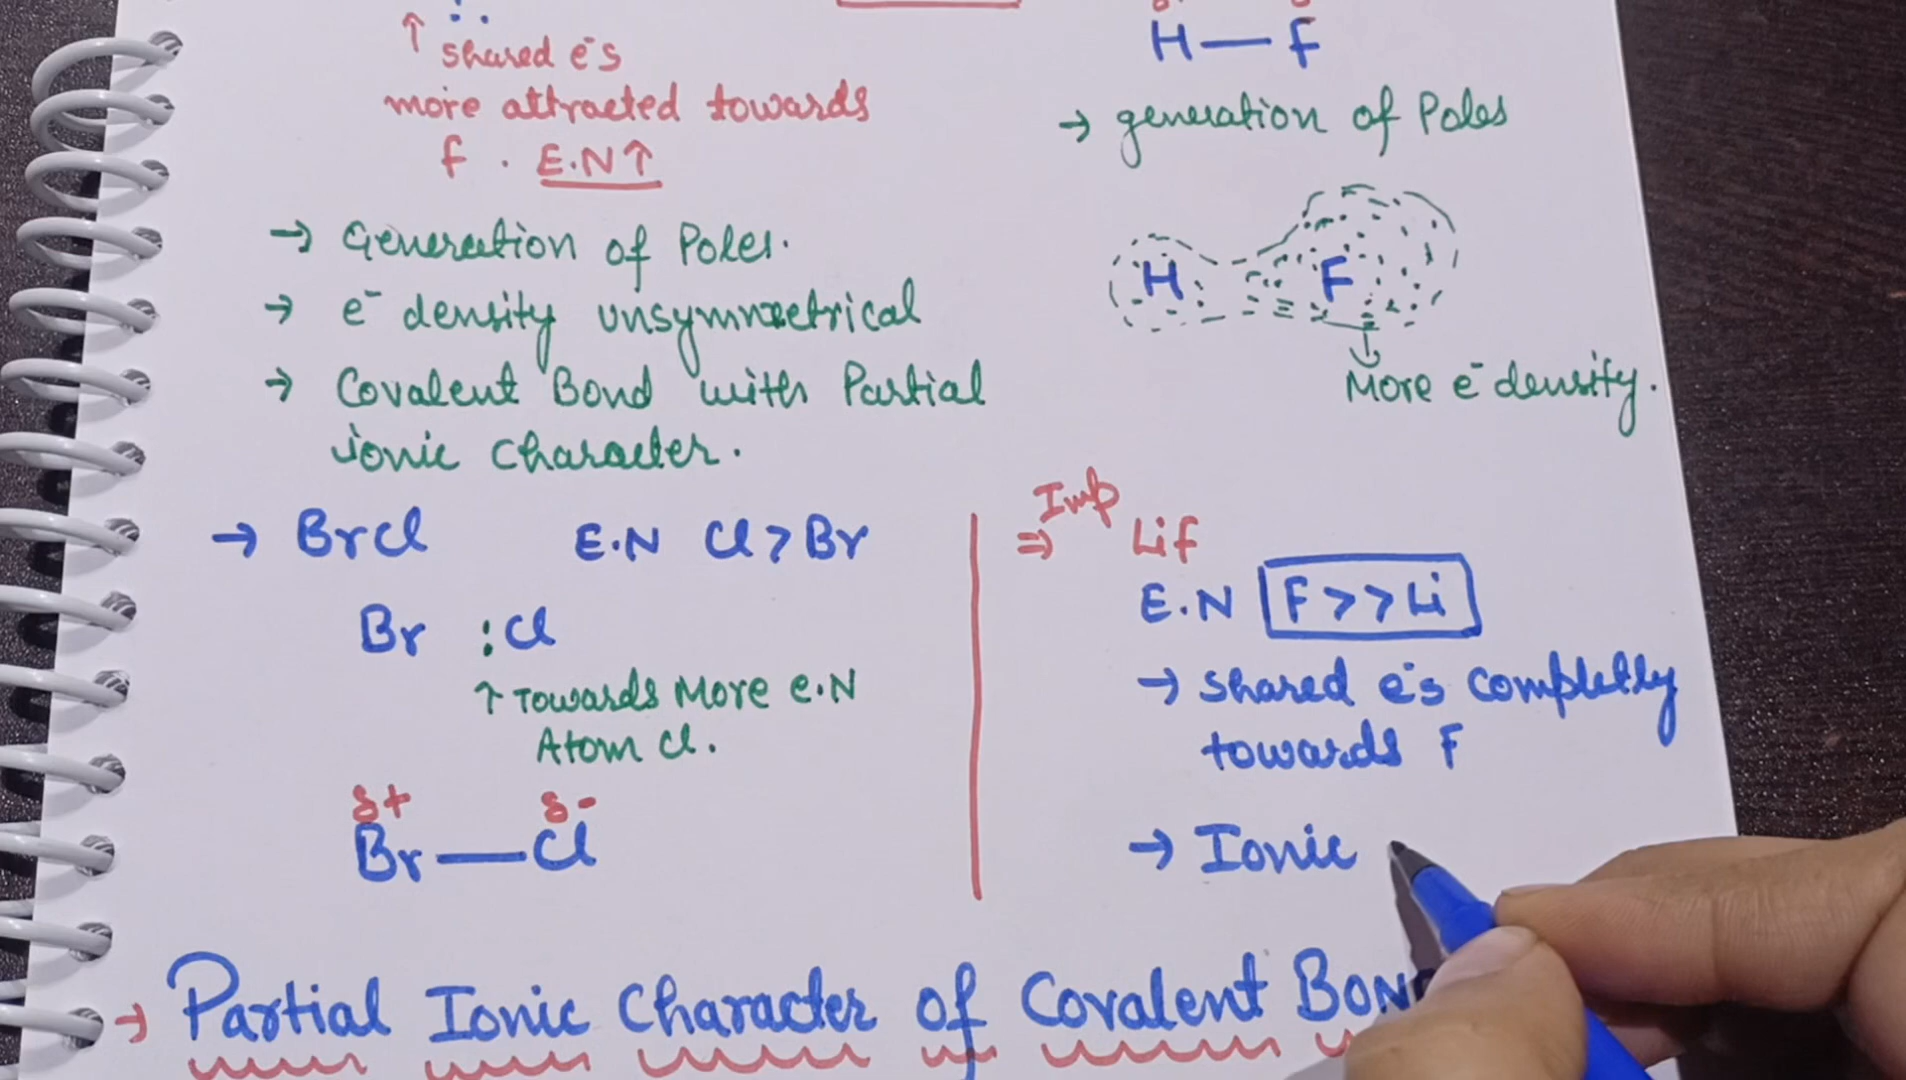 ↑ shared e⁻s
more attracted towards
F . E.N↑
→ Generation of Poles.
→ e⁻ density unsymmetrical
→ Covalent Bond with Partial
ionic character.
H — F
→ generation of Poles
H F
More e⁻ density.
→ BrCl E.N Cl > Br
Br :Cl
↑ Towards More e.N
Atom Cl.
δ+ δ-
Br — Cl
Imp
⇒ Lif
E.N F >> Li
→ shared e⁻s completly
towards F
→ Ionic
→ Partial Ionic Character of Covalent